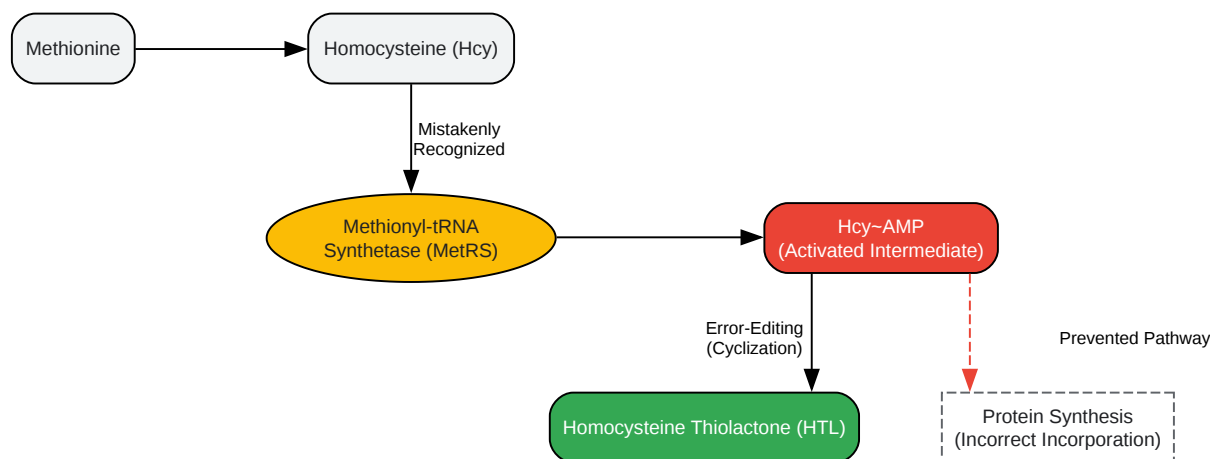 Methionine
Homocysteine (Hcy)
Mistakenly
Recognized
Methionyl-tRNA
Synthetase (MetRS)
Hcy~AMP
(Activated Intermediate)
Error-Editing
(Cyclization)
Prevented Pathway
Homocysteine Thiolactone (HTL)
Protein Synthesis
(Incorrect Incorporation)